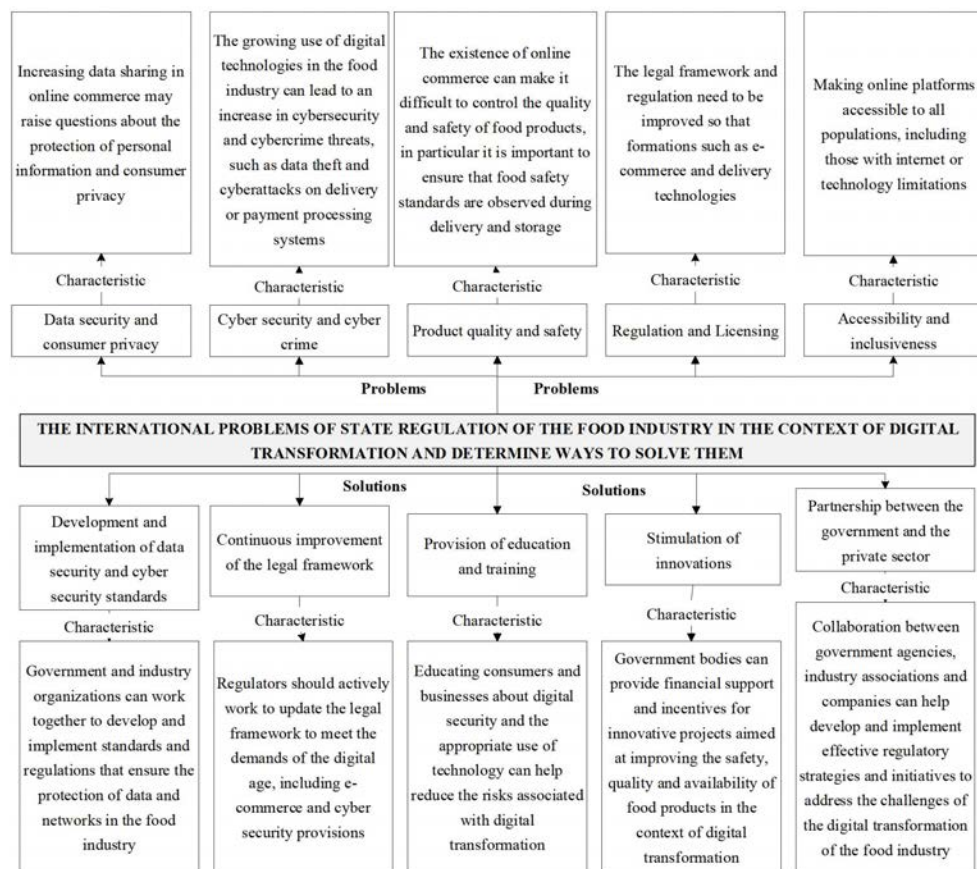 Increasing data sharing in
online commerce may
raise questions about the
protection of personal
information and consumer
privacy
The growing use of digital
technologies in the food
industry can lead to an
increase in cybersecurity
and cybercrime threats,
such as data theft and
cyberattacks on delivery
or payment processing
systems
The existence of online
commerce can make it
difficult to control the
quality and safety of food
products,
in particular it is important to
ensure that food safety
standards are observed during
delivery and storage
The legal framework and
regulation need to be
improved so that
formations such as e-
commerce and delivery
technologies
Making online platforms
accessible to all
populations, including
those with internet or
technology limitations
Characteristic
Characteristic
Characteristic
Characteristic
Characteristic
Data security and
consumer privacy
Cyber security and cyber
crime
Product quality and safety
Regulation and Licensing
Accessibility and
inclusiveness
Problems
Problems
THE INTERNATIONAL PROBLEMS OF STATE REGULATION OF THE FOOD INDUSTRY IN THE CONTEXT OF DIGITAL
TRANSFORMATION AND DETERMINE WAYS TO SOLVE THEM
Solutions
Solutions
Development and
implementation of data
security and cyber
security standards
Continuous improvement
of the legal framework
Provision of education
and training
Stimulation of
innovations
Partnership between the
government and the
private sector
Characteristic
Characteristic
Characteristic
Characteristic
Characteristic
Government and industry
organizations can work
together to develop and
implement standards and
regulations that ensure the
protection of data and
networks in the food
industry
Regulators should actively
work to update the legal
framework to meet the
demands of the digital
age, including e-
commerce and cyber
security provisions
Educating consumers and
businesses about digital
security and the
appropriate use of
technology can help
reduce the risks associated
with digital
transformation
Government bodies can
provide financial support
and incentives for
innovative projects aimed
at improving the safety,
quality and availability of
food products in the
context of digital
transformation
Collaboration between
government agencies,
industry associations and
companies can help
develop and implement
effective regulatory
strategies and initiatives to
address the challenges of
the digital transformation
of the food industry